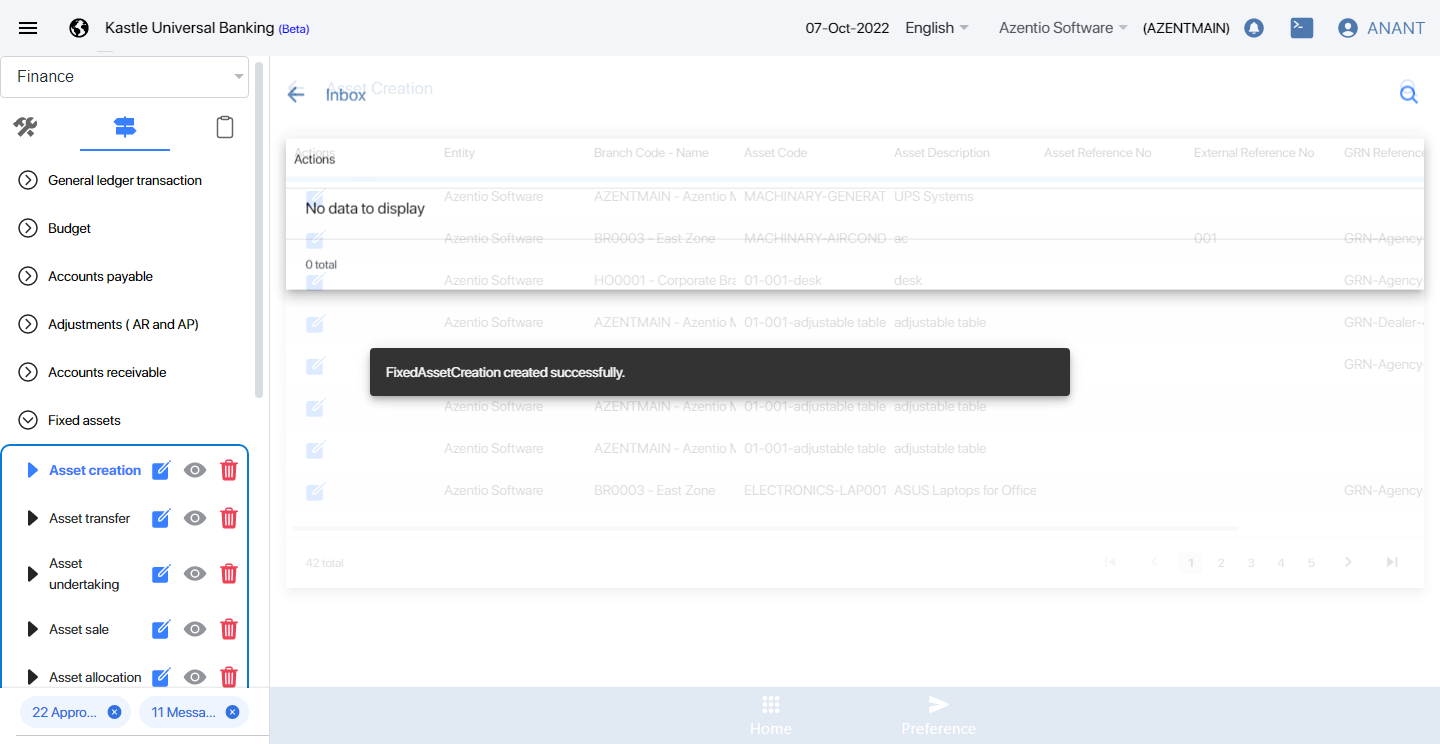 Kastle Universal Banking (Beta)
07-Oct-2022
English
Azentio Software
(AZENTMAIN)
ANANT
Finance
General ledger transaction
Budget
Accounts payable
Adjustments ( AR and AP)
Accounts receivable
Fixed assets
Asset creation
Asset transfer
Asset
undertaking
Asset sale
Asset allocation
22 Appro...
11 Messa...
Asset Creation
Inbox
Actions Entity Branch Code - Name Asset Code Asset Description Asset Reference No External Reference No GRN Reference
Actions
Azentio Software AZENTMAIN - Azentio M MACHINARY-GENERAT UPS Systems
No data to display
Azentio Software BR0003 - East Zone MACHINARY-AIRCOND ac 001 GRN-Agency
0 total
Azentio Software HO0001 - Corporate Bra 01-001-desk desk GRN-Agency
Azentio Software AZENTMAIN - Azentio M 01-001-adjustable table adjustable table GRN-Dealer-4
GRN-Agency
FixedAssetCreation created successfully.
Azentio Software AZENTMAIN - Azentio M 01-001-adjustable table adjustable table
Azentio Software AZENTMAIN - Azentio M 01-001-adjustable table adjustable table
Azentio Software BR0003 - East Zone ELECTRONICS-LAP001 ASUS Laptops for Office GRN-Agency
42 total
1 2 3 4 5
Home
Preference